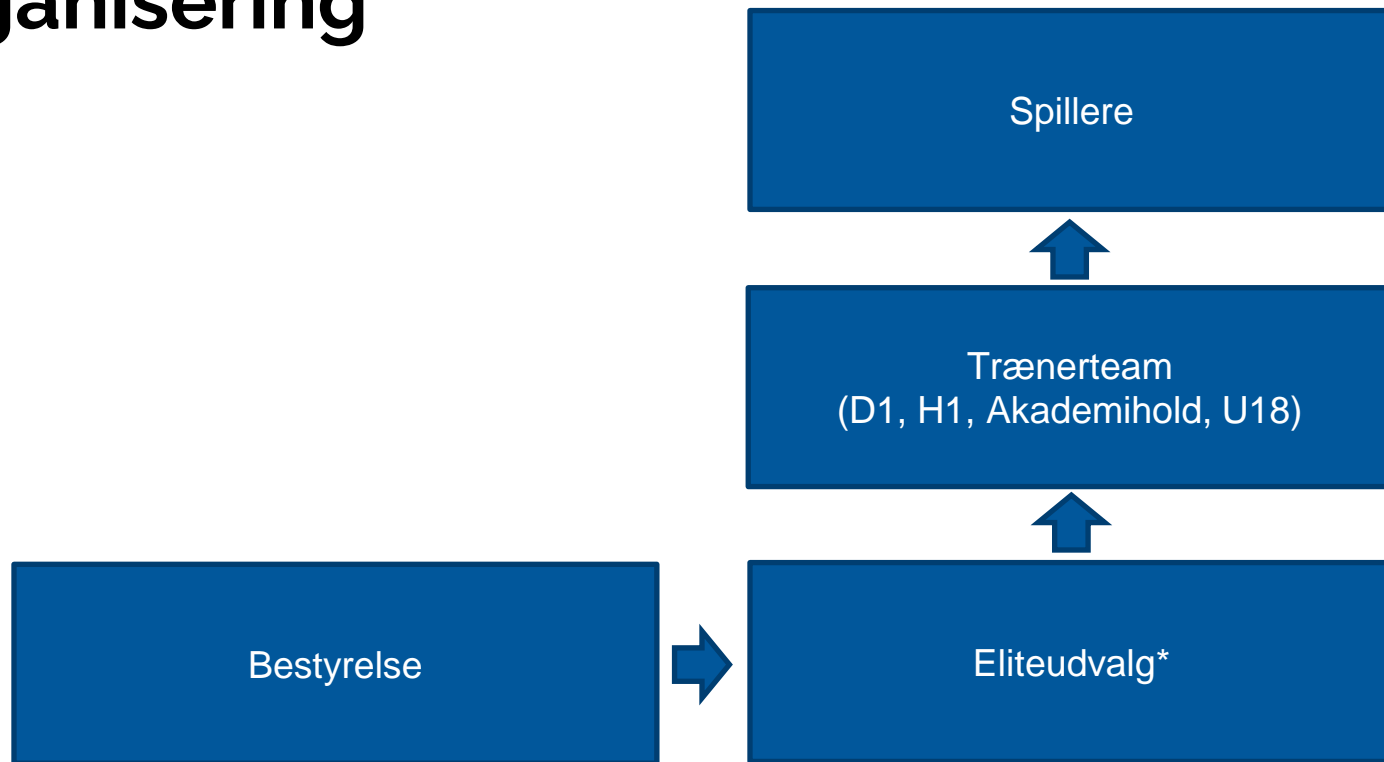 ganisering
Spillere
Trænerteam
(D1, H1, Akademihold, U18)
Bestyrelse
Eliteudvalg*